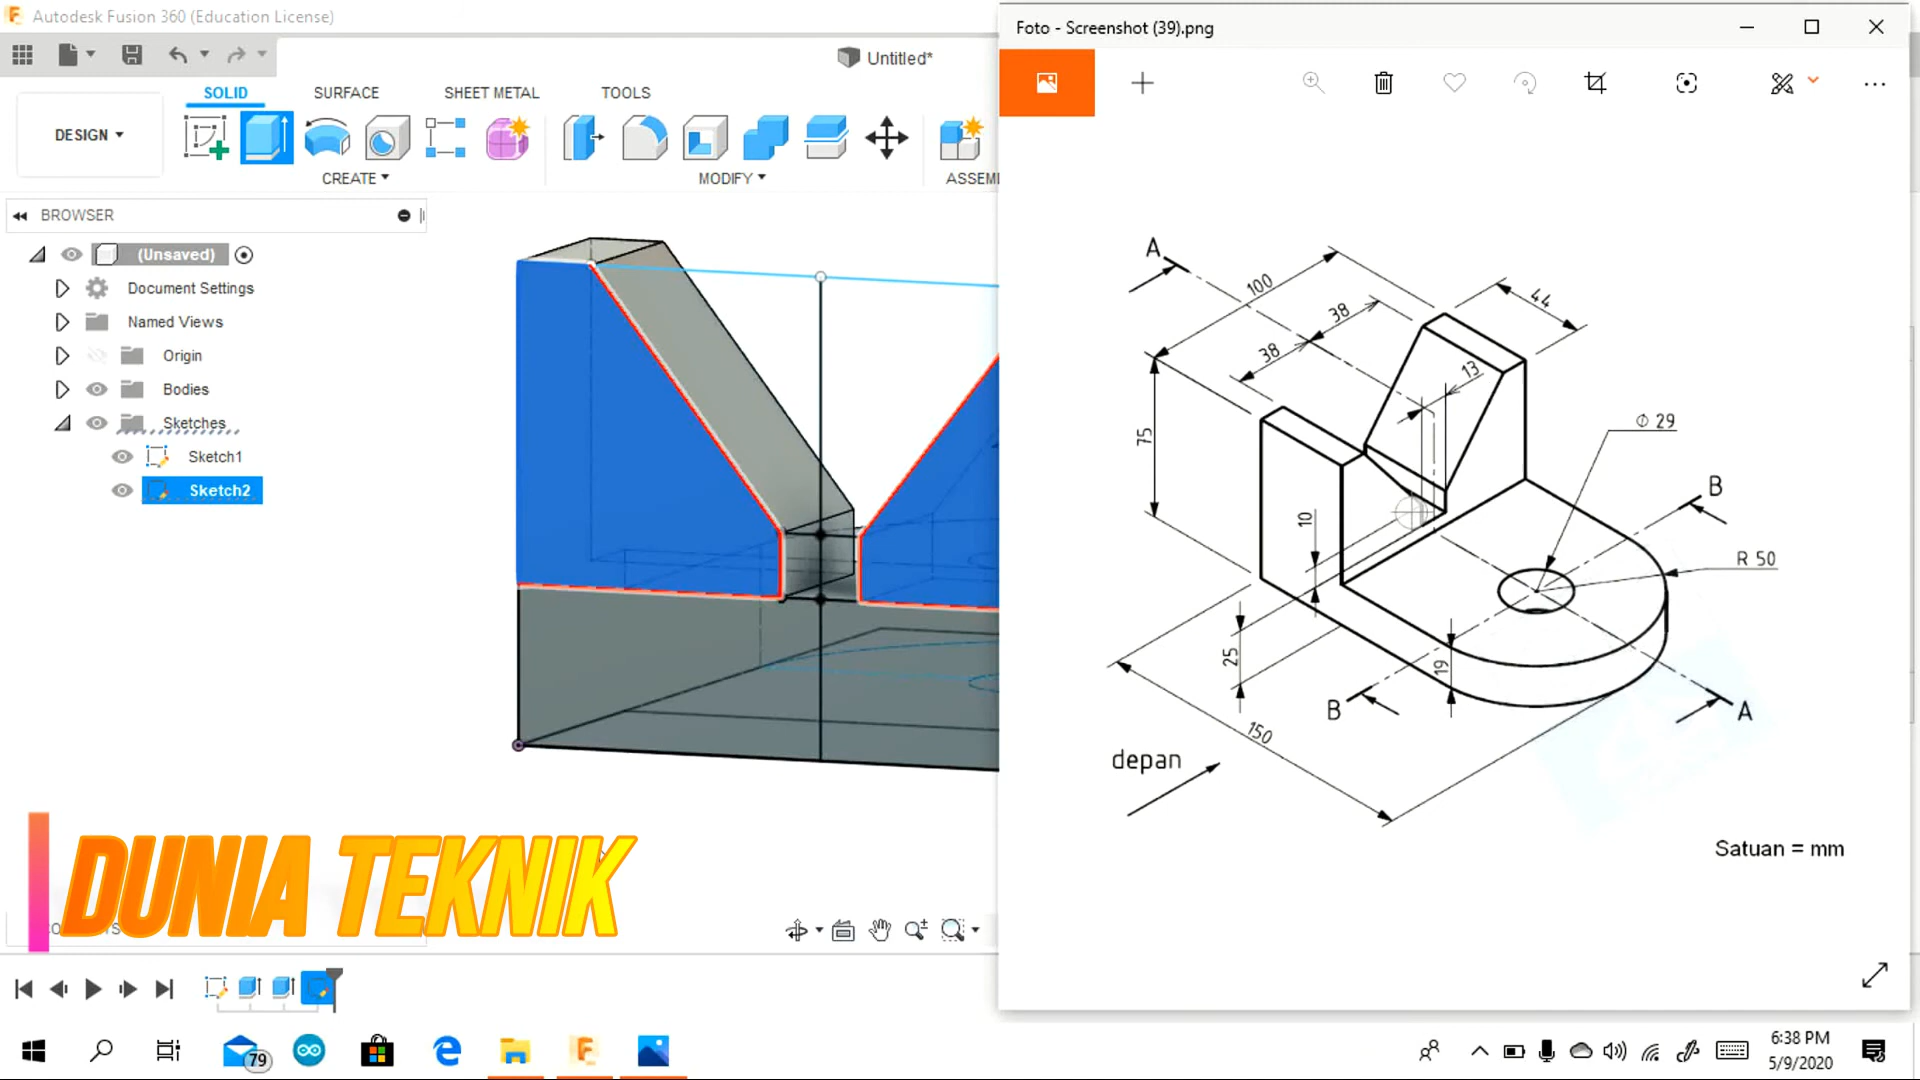 Autodesk Fusion 360 (Education License)
Untitled*
SOLID SURFACE SHEET METAL TOOLS
DESIGN
CREATE MODIFY ASSEM
BROWSER
(Unsaved)
Document Settings
Named Views
Origin
Bodies
Sketches
Sketch1
Sketch2
DUNIA TEKNIK
Foto - Screenshot (39).png
A
100
38
44
38
13
75
Φ 29
B
10
R 50
25
19
B
A
150
depan
Satuan = mm
79
6:38 PM
5/9/2020